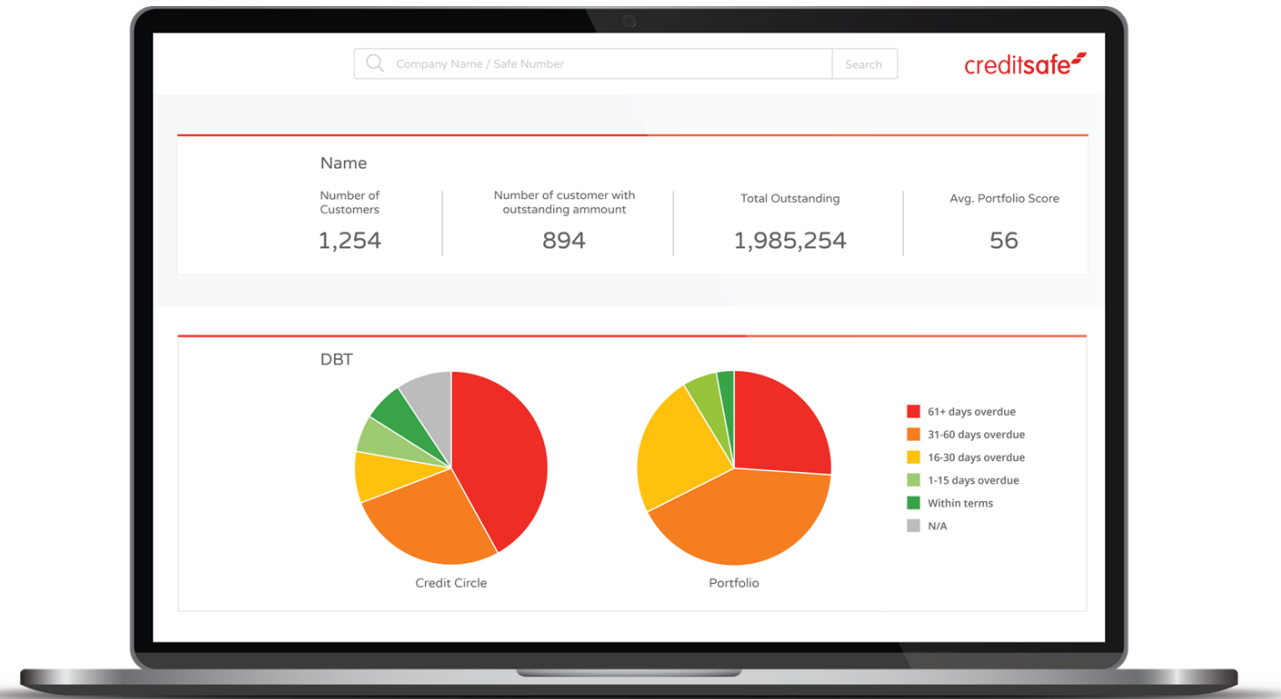 Company Name / Safe Number
Search
creditsafe
Name
Number of
Customers
1,254
Number of customer with
outstanding ammount
894
Total Outstanding
1,985,254
Avg. Portfolio Score
56
DBT
Credit Circle
Portfolio
61+ days overdue
31-60 days overdue
16-30 days overdue
1-15 days overdue
Within terms
N/A